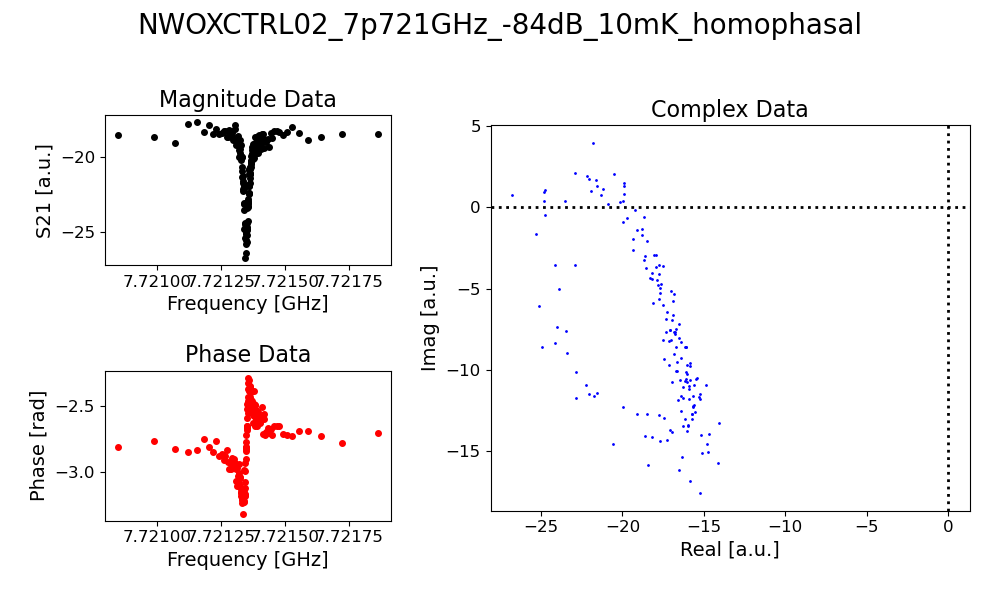 NWOXCTRL02_7p721GHz_-84dB_10mK_homophasal
Magnitude Data
S21 [a.u.]
−20
−25
7.72100 7.72125 7.72150 7.72175
Frequency [GHz]
Phase Data
Phase [rad]
−2.5
−3.0
7.72100 7.72125 7.72150 7.72175
Frequency [GHz]
Complex Data
Imag [a.u.]
5
0
−5
−10
−15
−25 −20 −15 −10 −5 0
Real [a.u.]